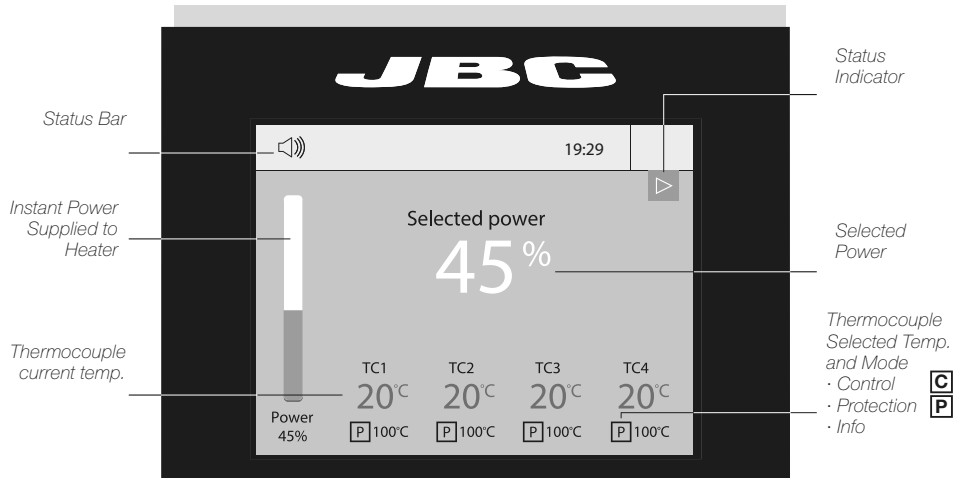 JBC
Status
Indicator
Status Bar
19:29
Instant Power
Supplied to
Heater
Selected power
45%
Selected
Power
Thermocouple
current temp.
TC1 TC2 TC3 TC4
20°C 20°C 20°C 20°C
P 100°C P 100°C P 100°C P 100°C
Power
45%
Thermocouple
Selected Temp.
and Mode
· Control C
· Protection P
· Info